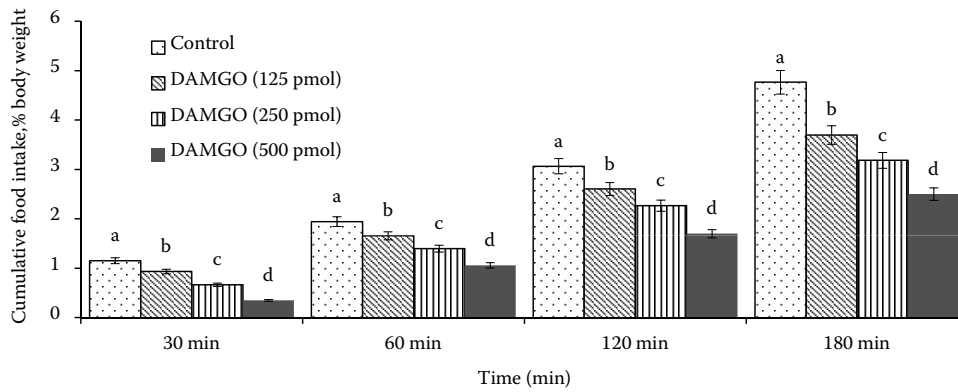 6
5
4
3
2
1
0
Cumulative food intake,% body weight
Control
DAMGO (125 pmol)
DAMGO (250 pmol)
DAMGO (500 pmol)
a
b
c
d
a
b
c
d
a
b
c
d
a
b
c
d
30 min
60 min
120 min
180 min
Time (min)